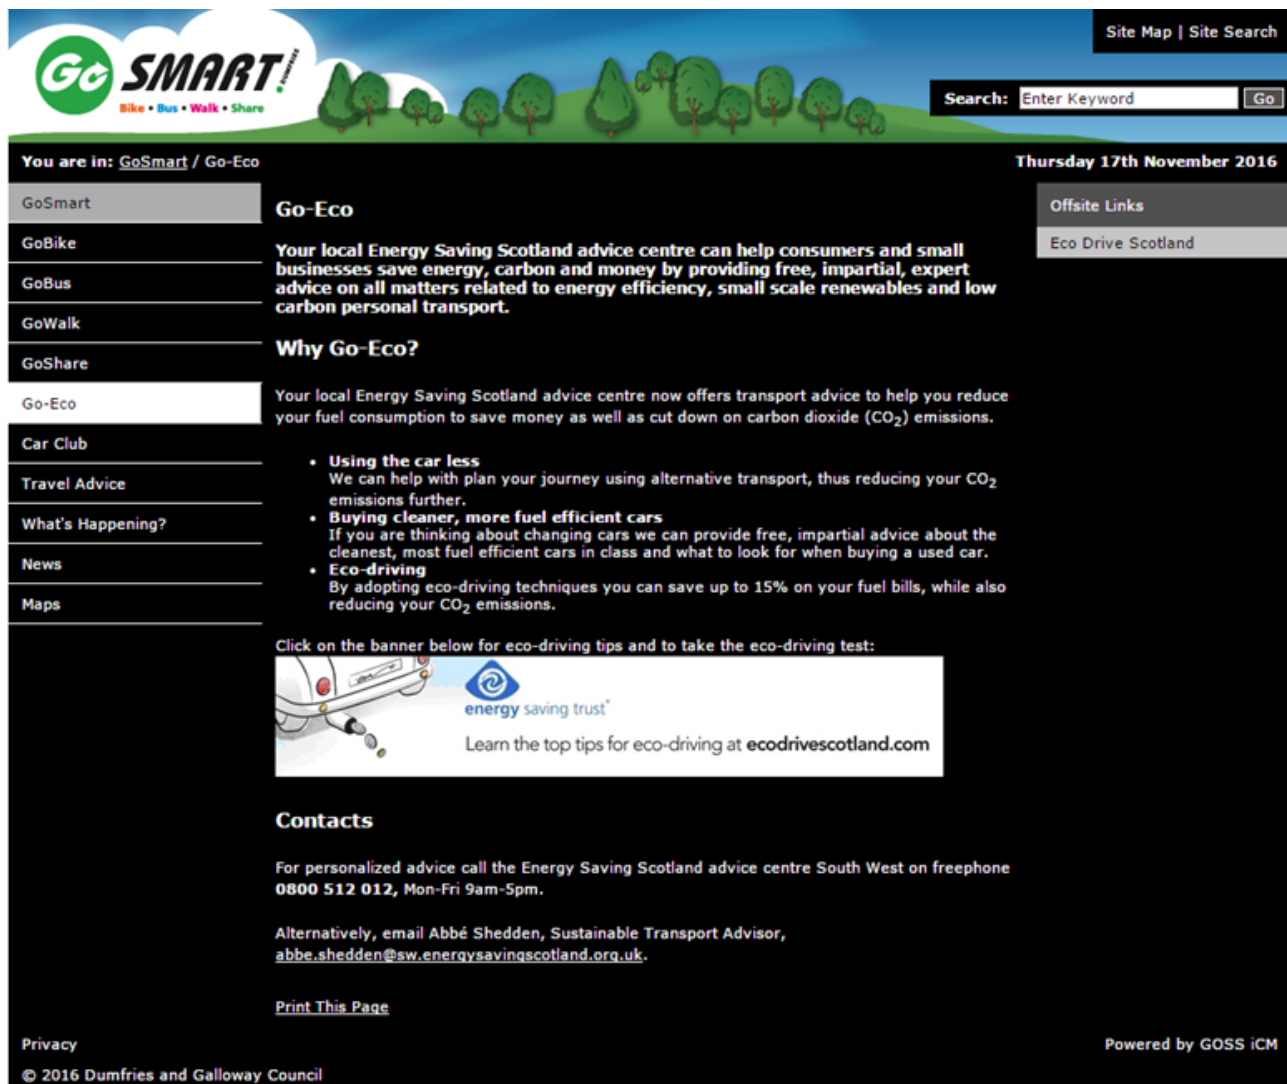 Site Map | Site Search
Go SMART! DUMFRIES
Bike • Bus • Walk • Share
Search: Enter Keyword Go
You are in: GoSmart / Go-Eco
Thursday 17th November 2016
GoSmart
GoBike
GoBus
GoWalk
GoShare
Go-Eco
Car Club
Travel Advice
What's Happening?
News
Maps
Go-Eco
Your local Energy Saving Scotland advice centre can help consumers and small
businesses save energy, carbon and money by providing free, impartial, expert
advice on all matters related to energy efficiency, small scale renewables and low
carbon personal transport.
Why Go-Eco?
Your local Energy Saving Scotland advice centre now offers transport advice to help you reduce
your fuel consumption to save money as well as cut down on carbon dioxide (CO2) emissions.
• Using the car less
We can help with plan your journey using alternative transport, thus reducing your CO2
emissions further.
• Buying cleaner, more fuel efficient cars
If you are thinking about changing cars we can provide free, impartial advice about the
cleanest, most fuel efficient cars in class and what to look for when buying a used car.
• Eco-driving
By adopting eco-driving techniques you can save up to 15% on your fuel bills, while also
reducing your CO2 emissions.
Click on the banner below for eco-driving tips and to take the eco-driving test:
energy saving trust®
Learn the top tips for eco-driving at ecodrivescotland.com
Contacts
For personalized advice call the Energy Saving Scotland advice centre South West on freephone
0800 512 012, Mon-Fri 9am-5pm.
Alternatively, email Abbé Shedden, Sustainable Transport Advisor,
abbe.shedden@sw.energysavingscotland.org.uk.
Print This Page
Offsite Links
Eco Drive Scotland
Privacy
Powered by GOSS iCM
© 2016 Dumfries and Galloway Council